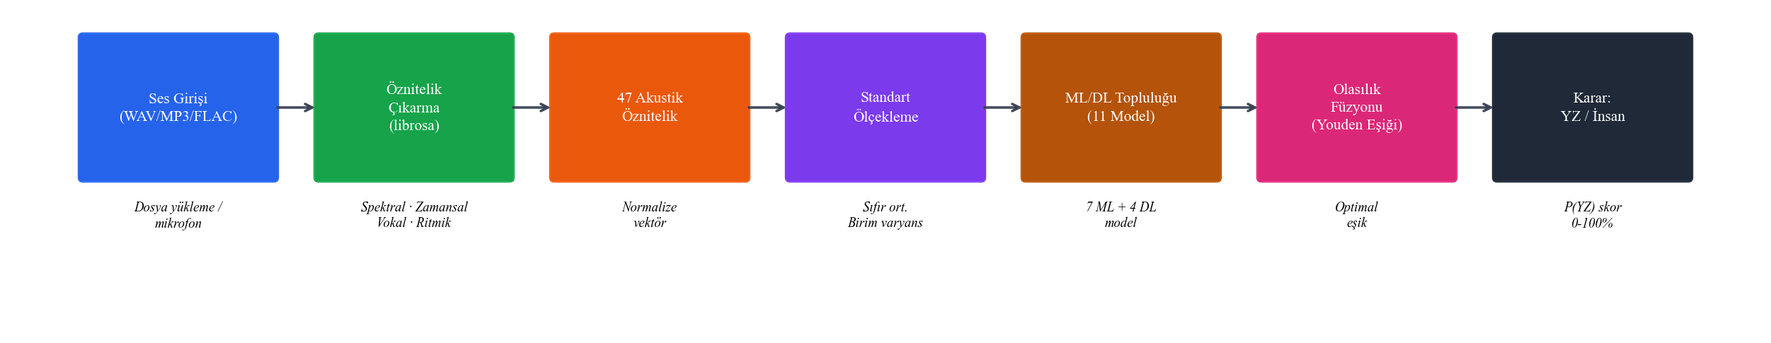 Ses Girişi
(WAV/MP3/FLAC)
Öznitelik
Çıkarma
(librosa)
47 Akustik
Öznitelik
Standart
Ölçekleme
ML/DL Topluluğu
(11 Model)
Olasılık
Füzyonu
(Youden Eşiği)
Karar:
YZ / İnsan
Dosya yükleme /
mikrofon
Spektral · Zamansal
Vokal · Ritmik
Normalize
vektör
Sıfır ort.
Birim varyans
7 ML + 4 DL
model
Optimal
eşik
P(YZ) skor
0-100%